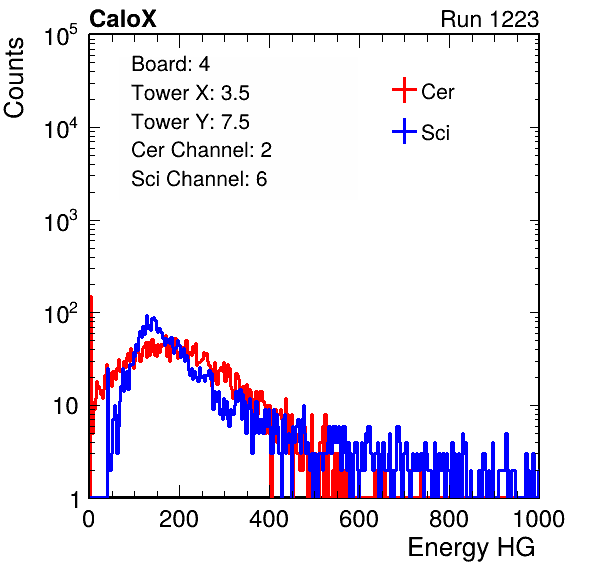 CaloX
Run 1223
Counts
10^5
10^4
10^3
10^2
10
1
Board: 4
Tower X: 3.5
Tower Y: 7.5
Cer Channel: 2
Sci Channel: 6
Cer
Sci
0 200 400 600 800 1000
Energy HG